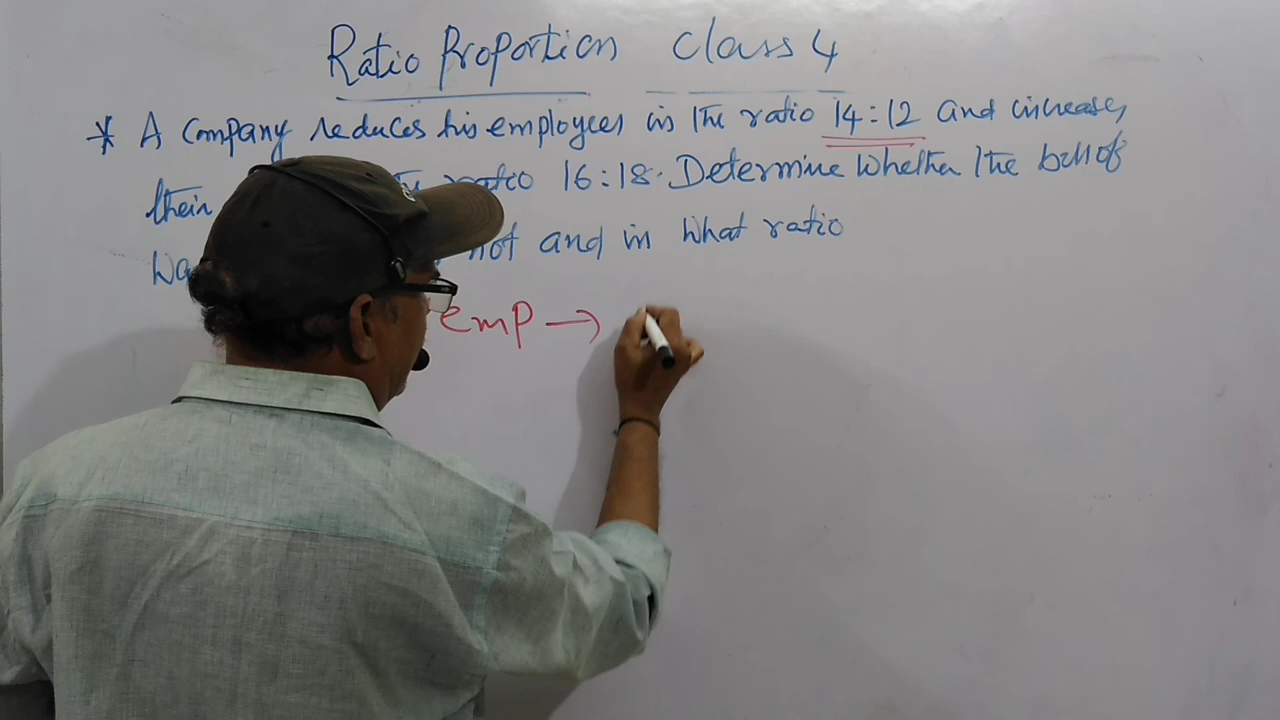 Ratio Proportion Class 4
* A Company reduces his employees in the ratio 14:12 and increases
their ratio 16:18. Determine whether the bill of
not and in what ratio
emp →